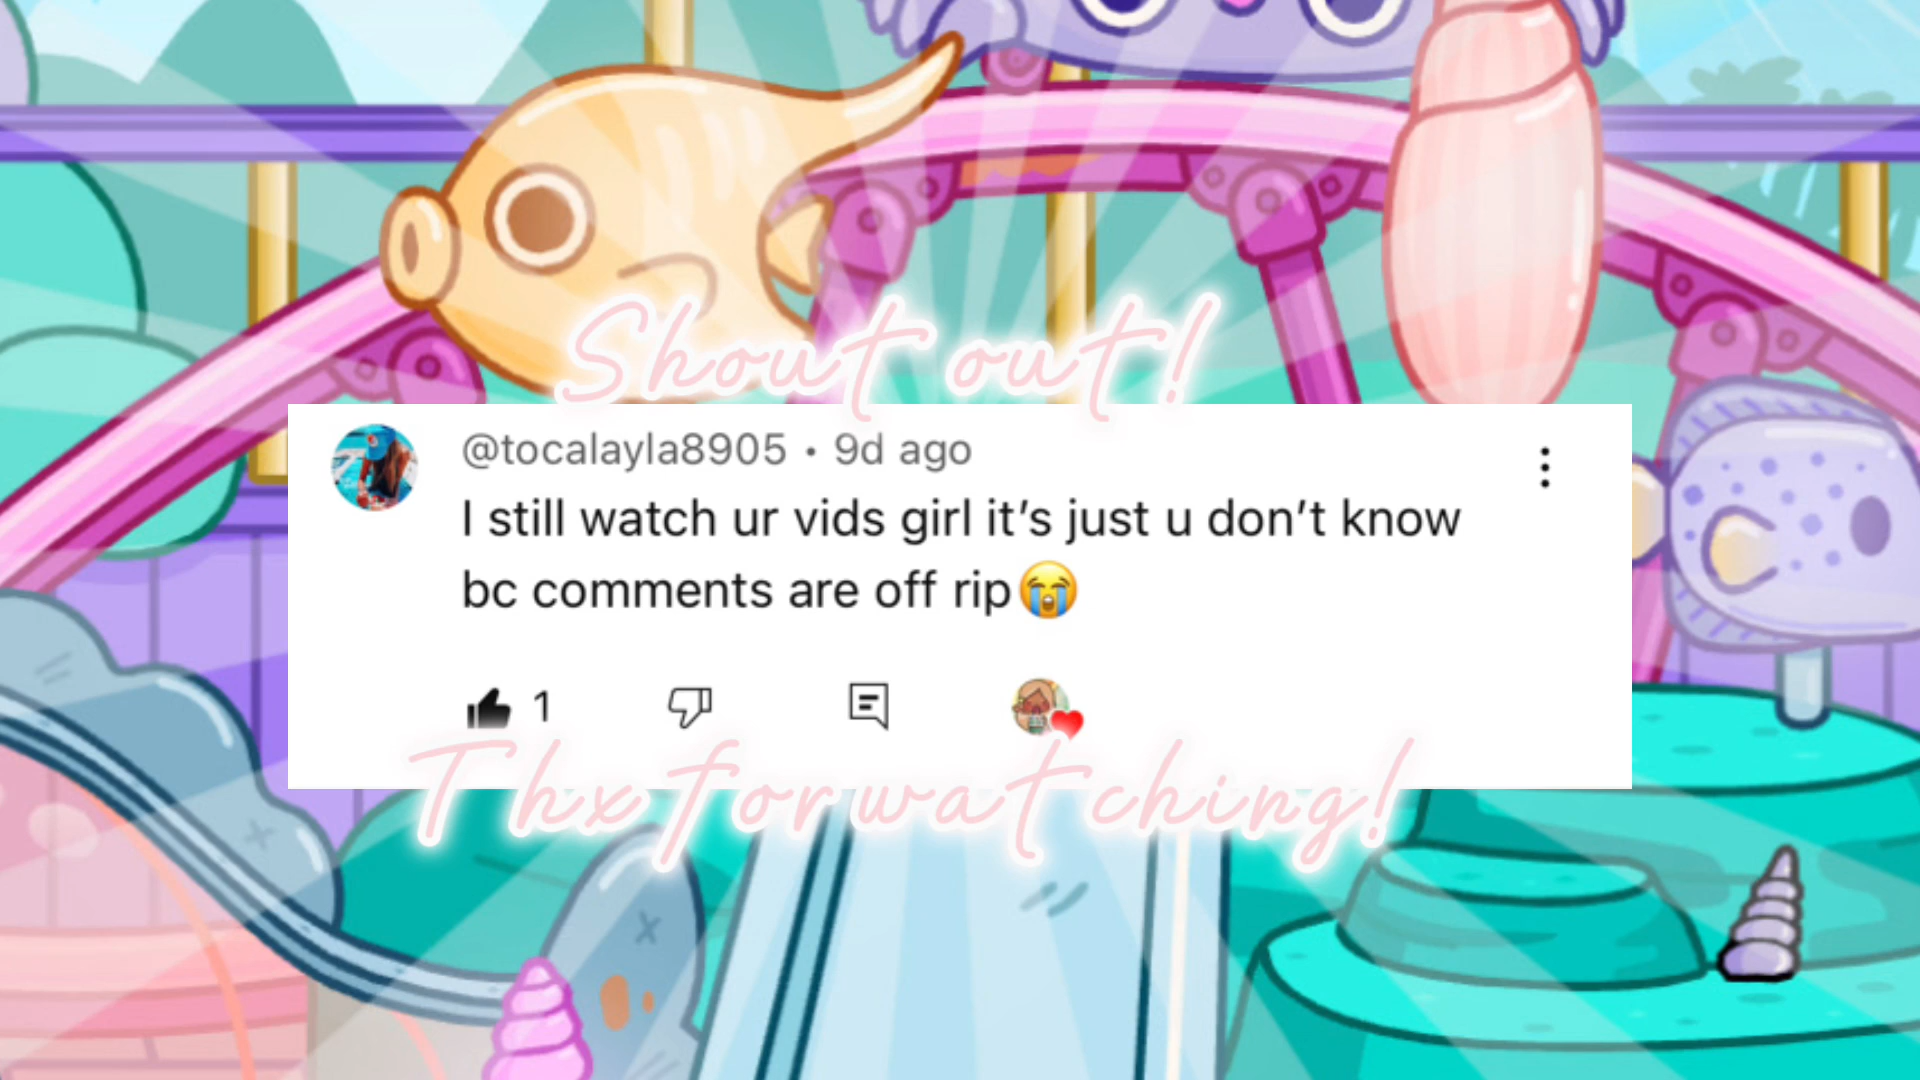 Shout out!
@tocalayla8905 • 9d ago
I still watch ur vids girl it’s just u don’t know
bc comments are off rip😭
1
Thx for watching!